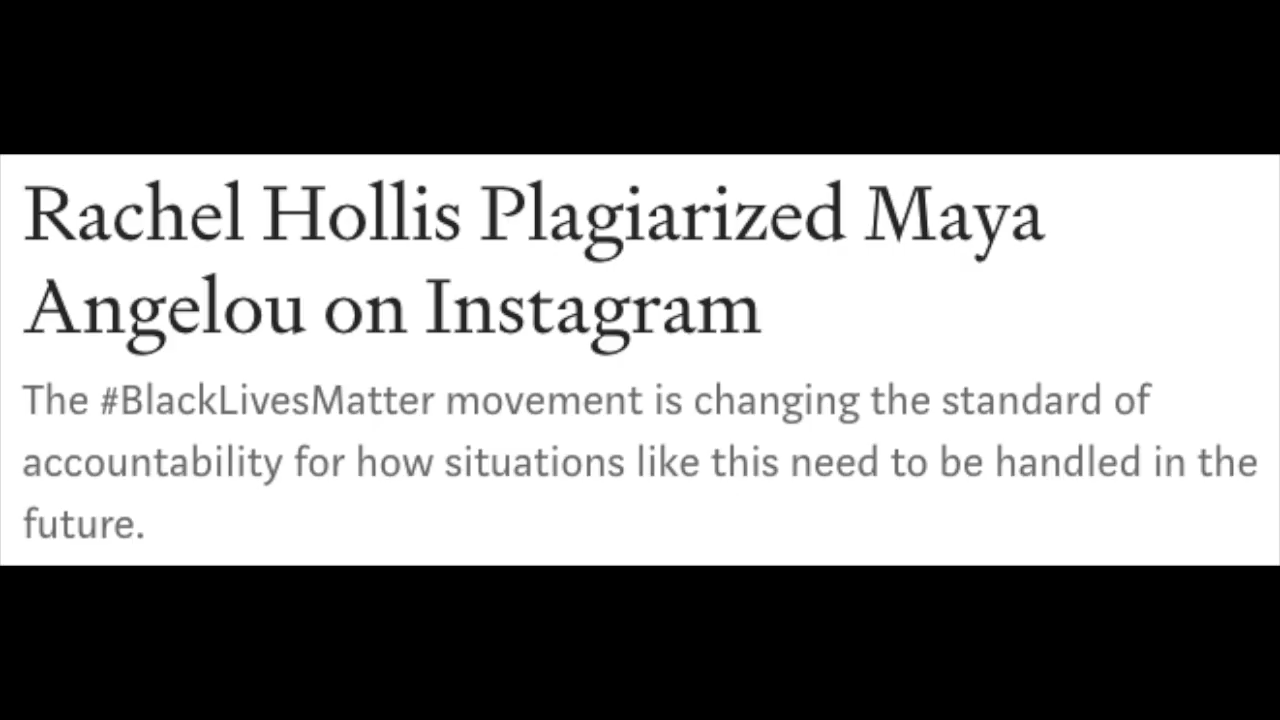 Rachel Hollis Plagiarized Maya
Angelou on Instagram
The #BlackLivesMatter movement is changing the standard of
accountability for how situations like this need to be handled in the
future.